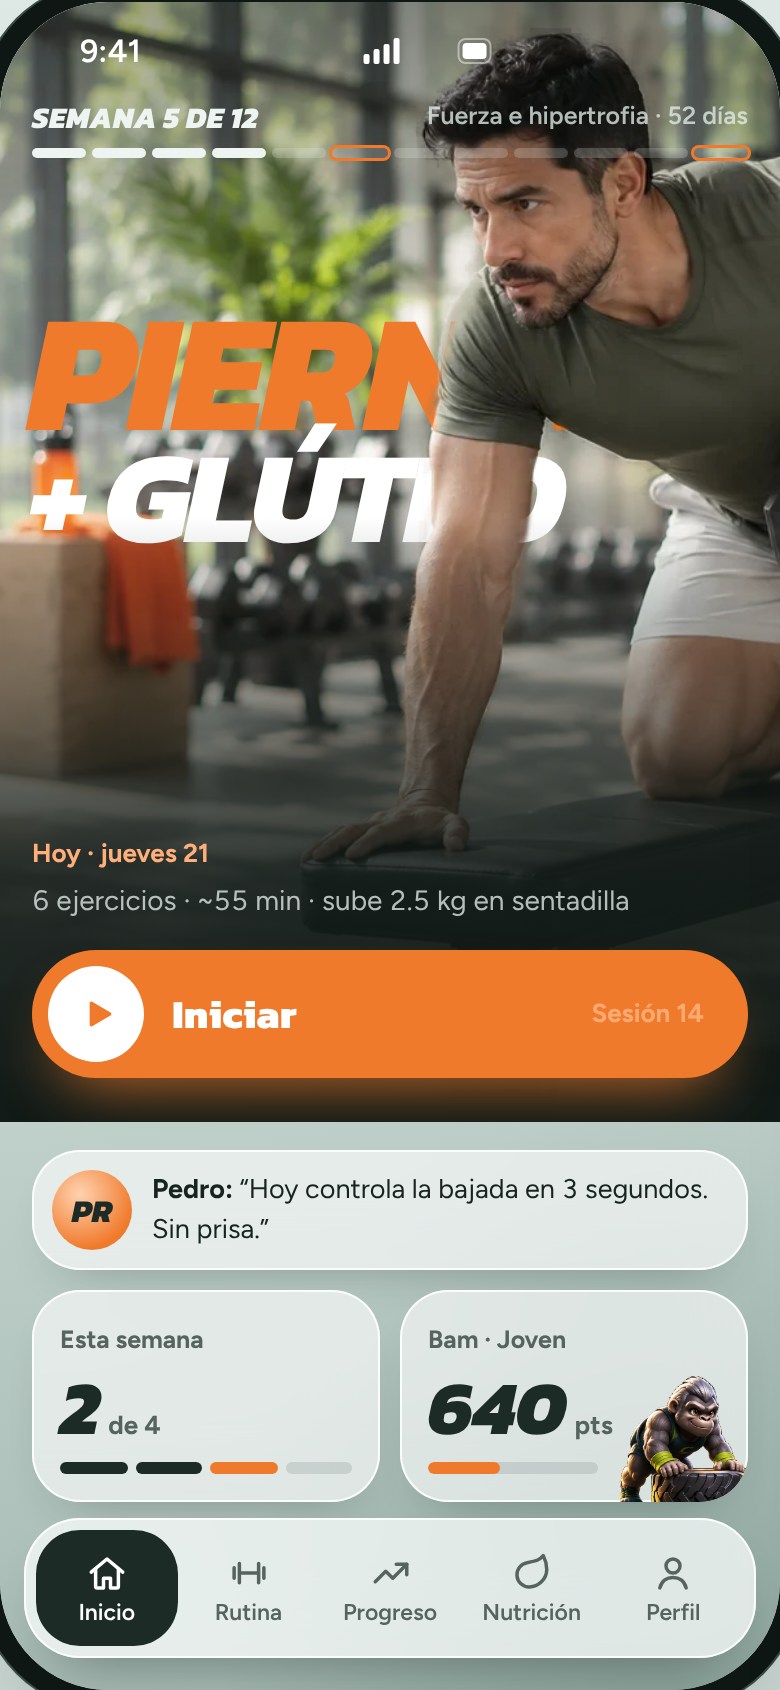 9:41
SEMANA 5 DE 12
Fuerza e hipertrofia · 52 días
PIERN
+ GLÚTEO
Hoy · jueves 21
6 ejercicios · ~55 min · sube 2.5 kg en sentadilla
Iniciar
Sesión 14
PR
Pedro: “Hoy controla la bajada en 3 segundos.
Sin prisa.”
Esta semana
2 de 4
Bam · Joven
640 pts
Inicio
Rutina
Progreso
Nutrición
Perfil